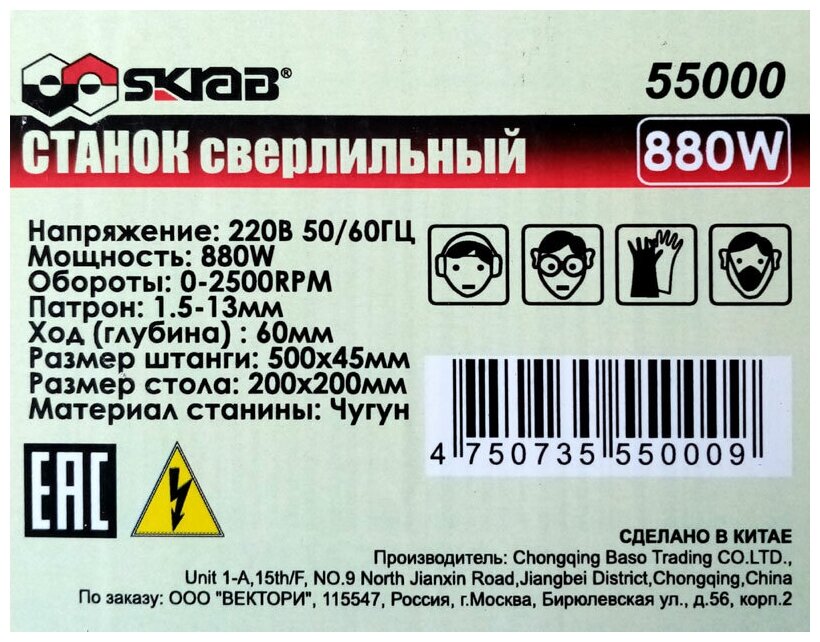 SKRAB®
55000
СТАНОК сверлильный
880W
Напряжение: 220В 50/60ГЦ
Мощность: 880W
Обороты: 0-2500RPM
Патрон: 1.5-13мм
Ход (глубина) : 60мм
Размер штанги: 500х45мм
Размер стола: 200х200мм
Материал станины: Чугун
4 750735 550009
ЕАС
СДЕЛАНО В КИТАЕ
Производитель: Chongqing Baso Trading CO.LTD.,
Unit 1-A,15th/F, NO.9 North Jianxin Road,Jiangbei District,Chongqing,China
По заказу: ООО "ВЕКТОРИ", 115547, Россия, г.Москва, Бирюлевская ул., д.56, корп.2